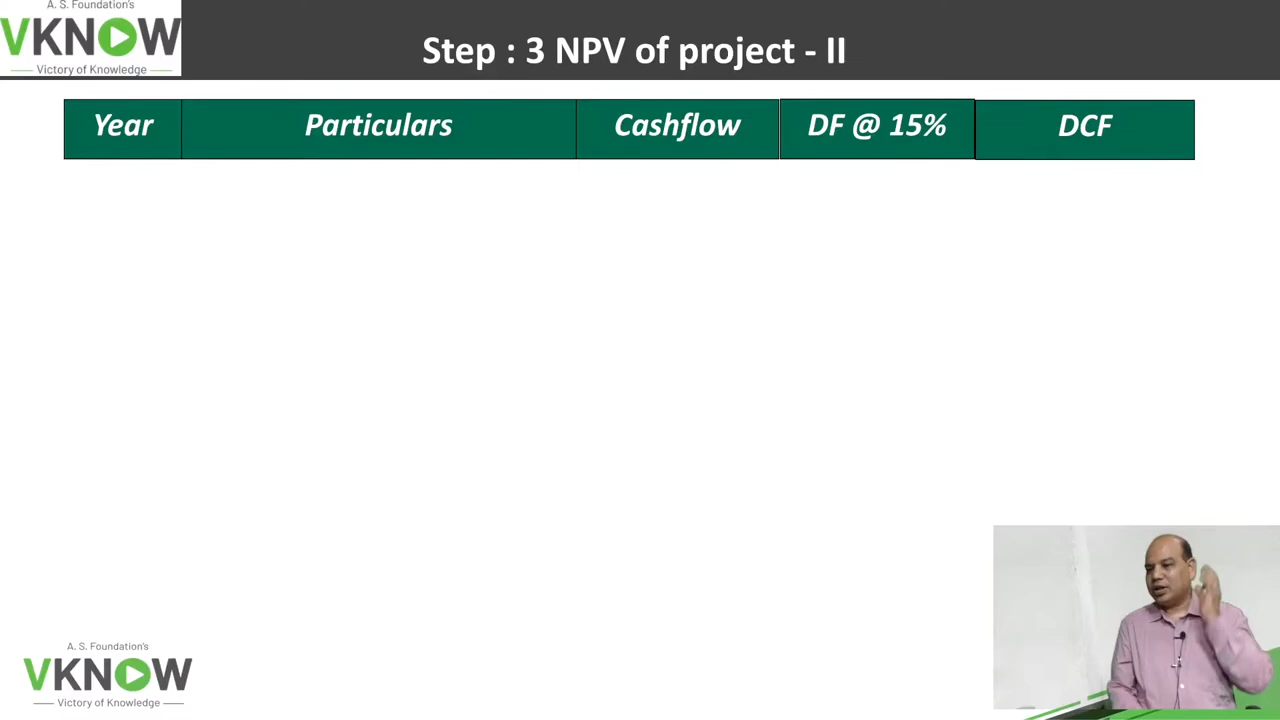 A. S. Foundation's
VKNOW
Victory of Knowledge
Step : 3 NPV of project - II
Year Particulars Cashflow DF @ 15% DCF
A. S. Foundation's
VKNOW
Victory of Knowledge